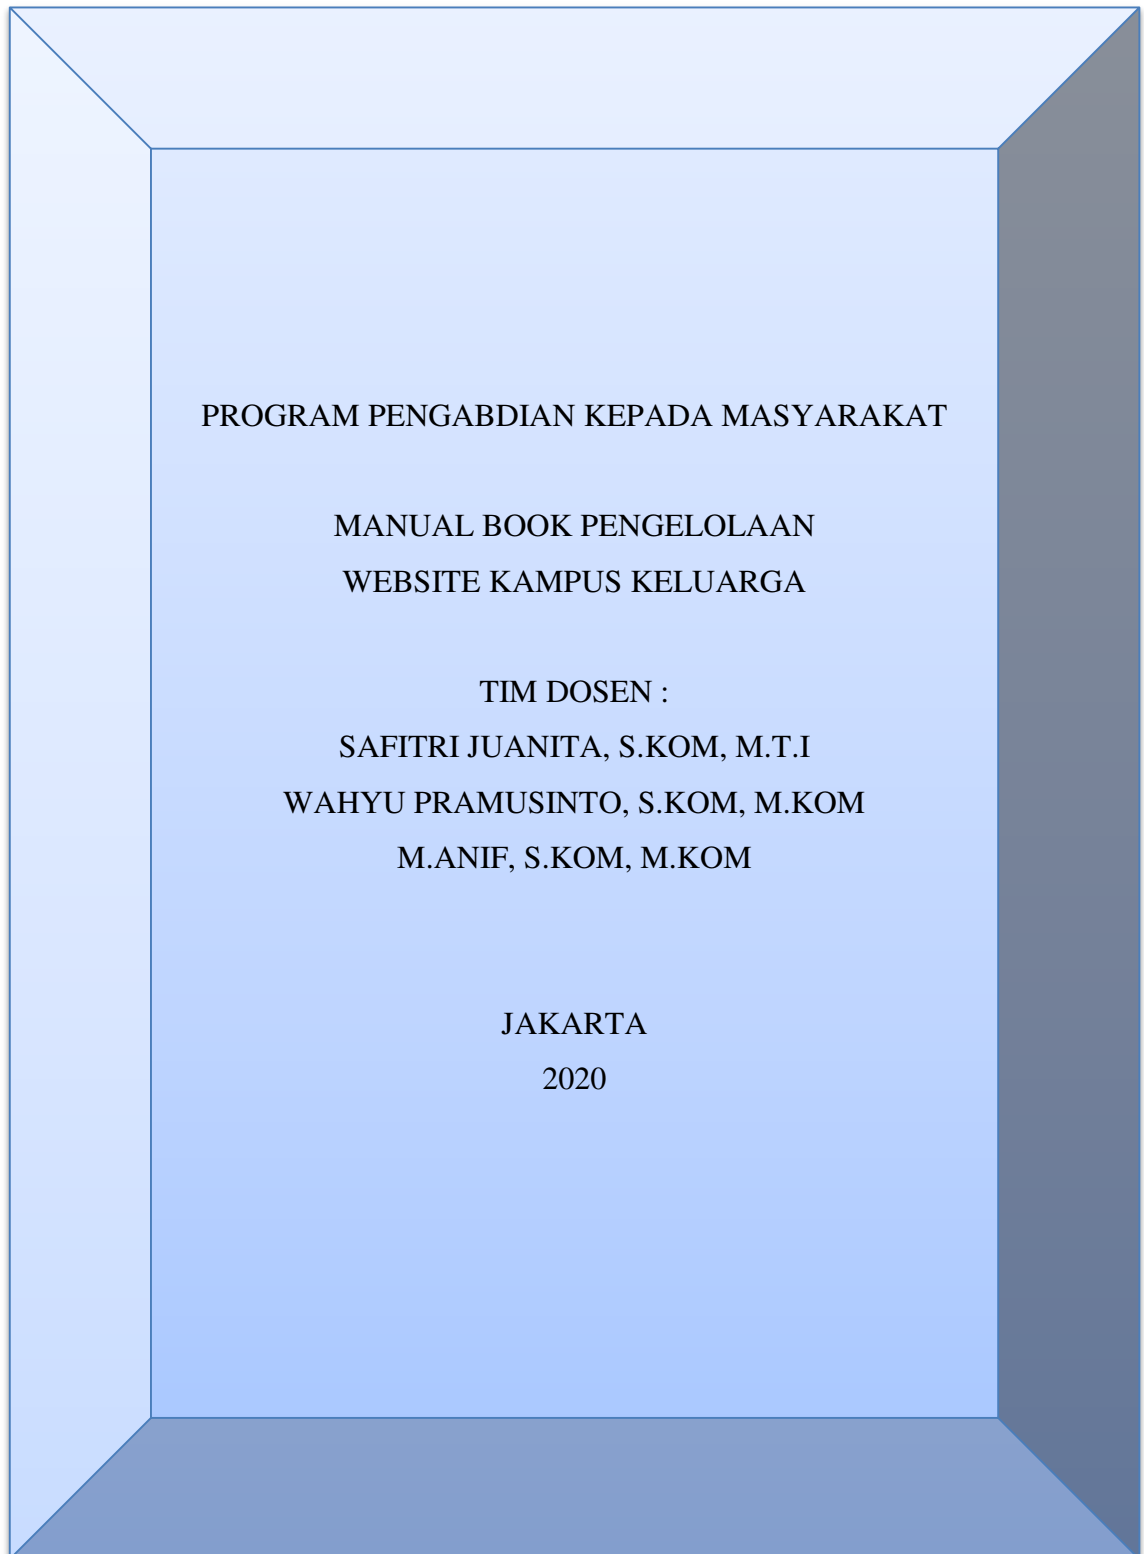 PROGRAM PENGABDIAN KEPADA MASYARAKAT
MANUAL BOOK PENGELOLAAN
WEBSITE KAMPUS KELUARGA
TIM DOSEN :
SAFITRI JUANITA, S.KOM, M.T.I
WAHYU PRAMUSINTO, S.KOM, M.KOM
M.ANIF, S.KOM, M.KOM
JAKARTA
2020